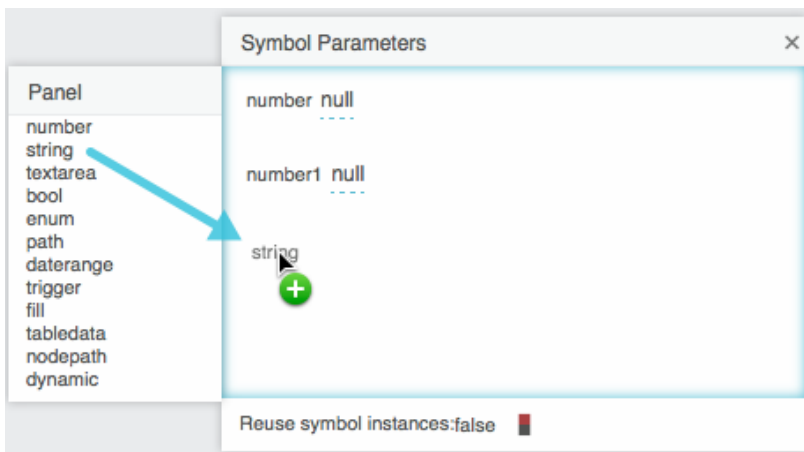 Symbol Parameters
Panel
number
string
textarea
bool
enum
path
daterange
trigger
fill
tabledata
nodepath
dynamic
number null
number1 null
string
Reuse symbol instances:false